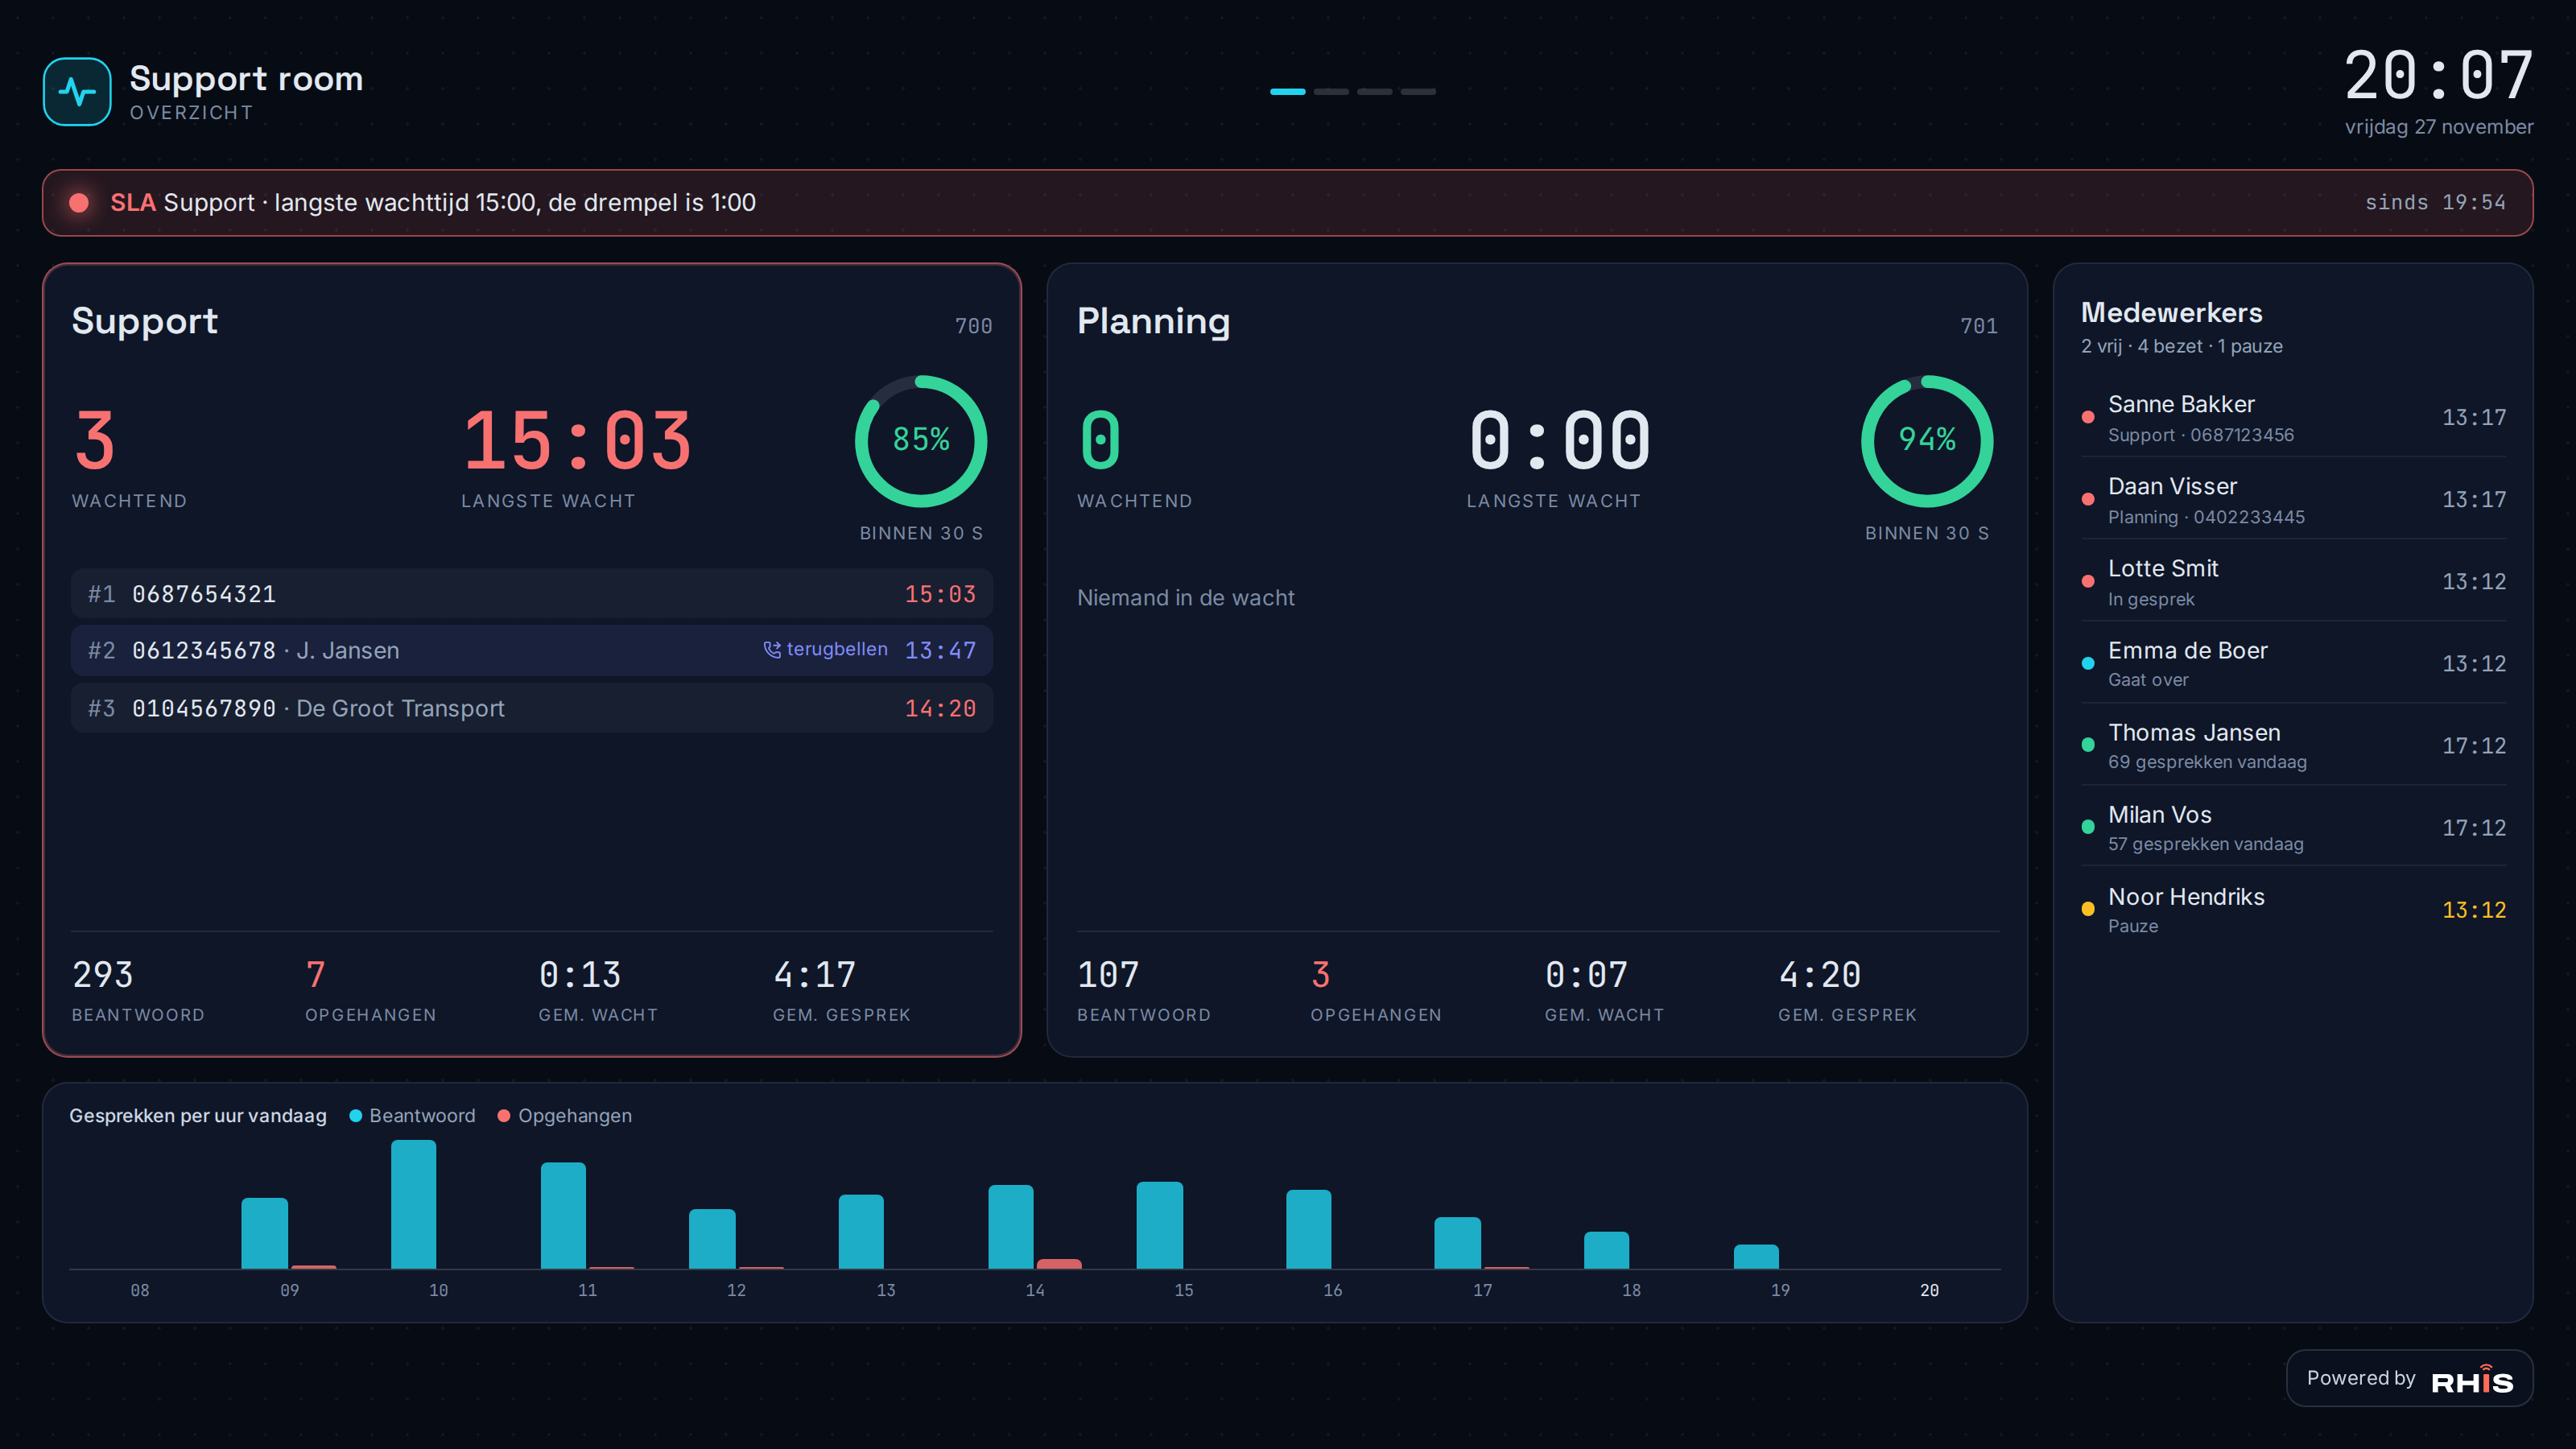 Support room
OVERZICHT
20:07
vrijdag 27 november
SLA Support · langste wachttijd 15:00, de drempel is 1:00
sinds 19:54
Support
700
3
WACHTEND
15:03
LANGSTE WACHT
85%
BINNEN 30 S
#1 0687654321 15:03
#2 0612345678 · J. Jansen terugbellen 13:47
#3 0104567890 · De Groot Transport 14:20
293
BEANTWOORD
7
OPGEHANGEN
0:13
GEM. WACHT
4:17
GEM. GESPREK
Planning
701
0
WACHTEND
0:00
LANGSTE WACHT
94%
BINNEN 30 S
Niemand in de wacht
107
BEANTWOORD
3
OPGEHANGEN
0:07
GEM. WACHT
4:20
GEM. GESPREK
Medewerkers
2 vrij · 4 bezet · 1 pauze
Sanne Bakker
Support · 0687123456
13:17
Daan Visser
Planning · 0402233445
13:17
Lotte Smit
In gesprek
13:12
Emma de Boer
Gaat over
13:12
Thomas Jansen
69 gesprekken vandaag
17:12
Milan Vos
57 gesprekken vandaag
17:12
Noor Hendriks
Pauze
13:12
Gesprekken per uur vandaag Beantwoord Opgehangen
08 09 10 11 12 13 14 15 16 17 18 19 20
Powered by RHiS